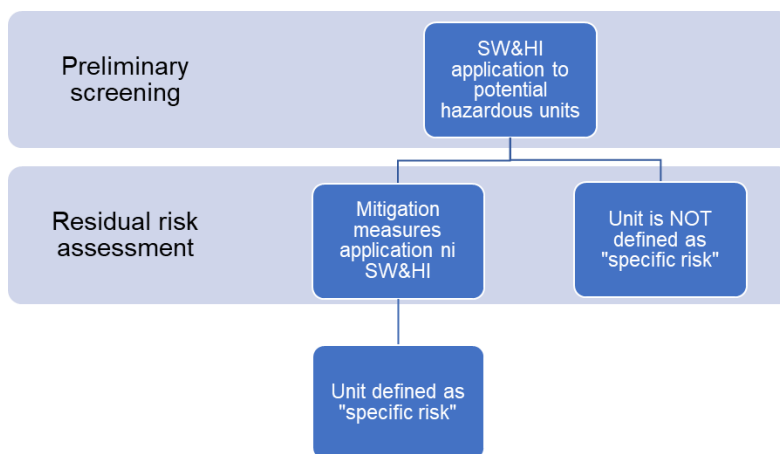 Preliminary
screening
SW&HI
application to
potential
hazardous units
Residual risk
assessment
Mitigation
measures
application ni
SW&HI
Unit is NOT
defined as
"specific risk"
Unit defined as
"specific risk"